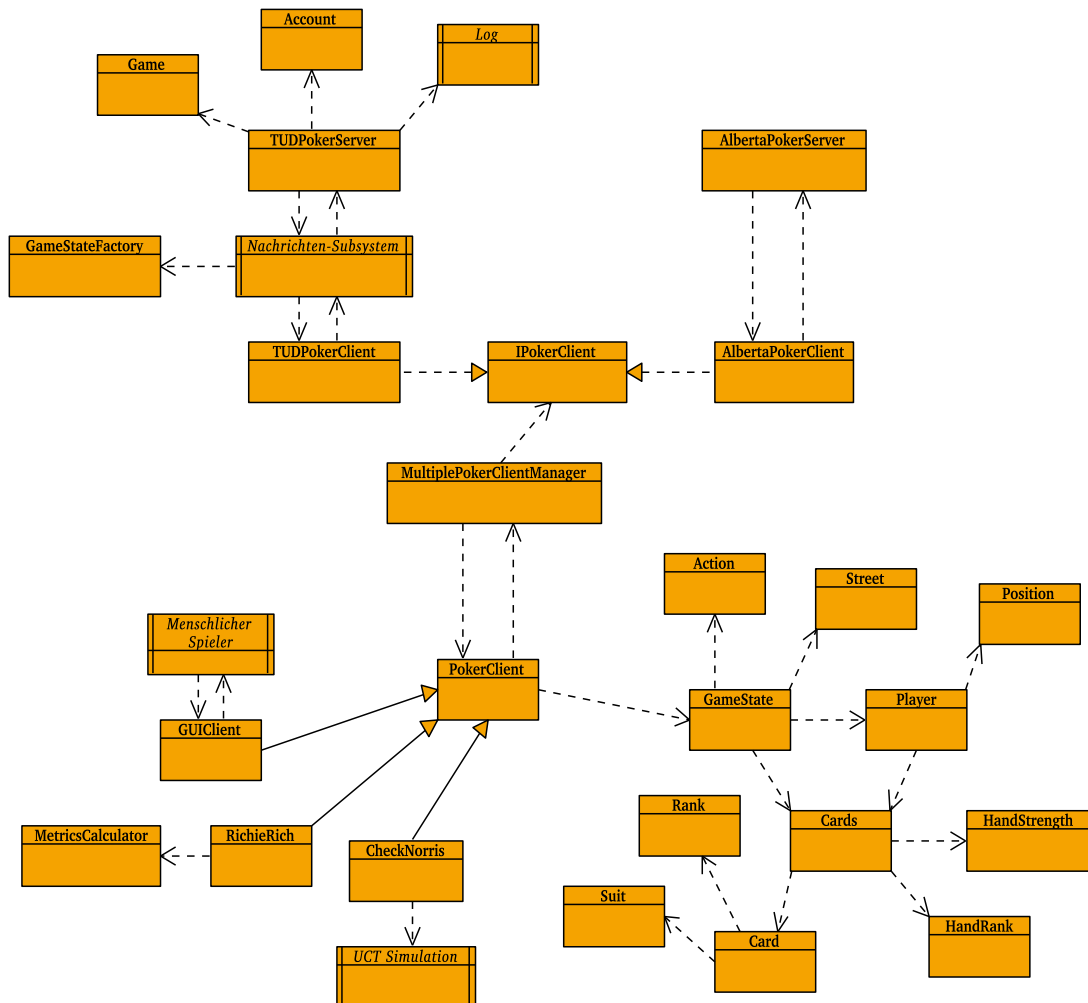 Account
Log
Game
TUDPokerServer
AlbertaPokerServer
GameStateFactory
Nachrichten-Subsystem
TUDPokerClient
IPokerClient
AlbertaPokerClient
MultiplePokerClientManager
Action
Street
Position
Menschlicher
Spieler
PokerClient
GameState
Player
GUIClient
Rank
Cards
HandStrength
MetricsCalculator
RichieRich
CheckNorris
Suit
HandRank
Card
UCT Simulation